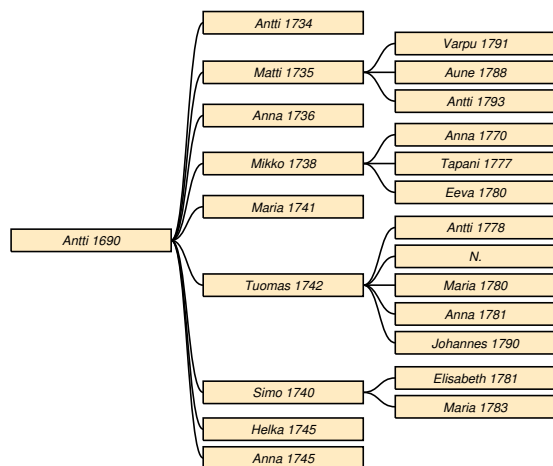 Antti 1690
Antti 1734
Matti 1735
Varpu 1791
Aune 1788
Antti 1793
Anna 1736
Mikko 1738
Anna 1770
Tapani 1777
Eeva 1780
Maria 1741
Tuomas 1742
Antti 1778
N.
Maria 1780
Anna 1781
Johannes 1790
Simo 1740
Elisabeth 1781
Maria 1783
Helka 1745
Anna 1745